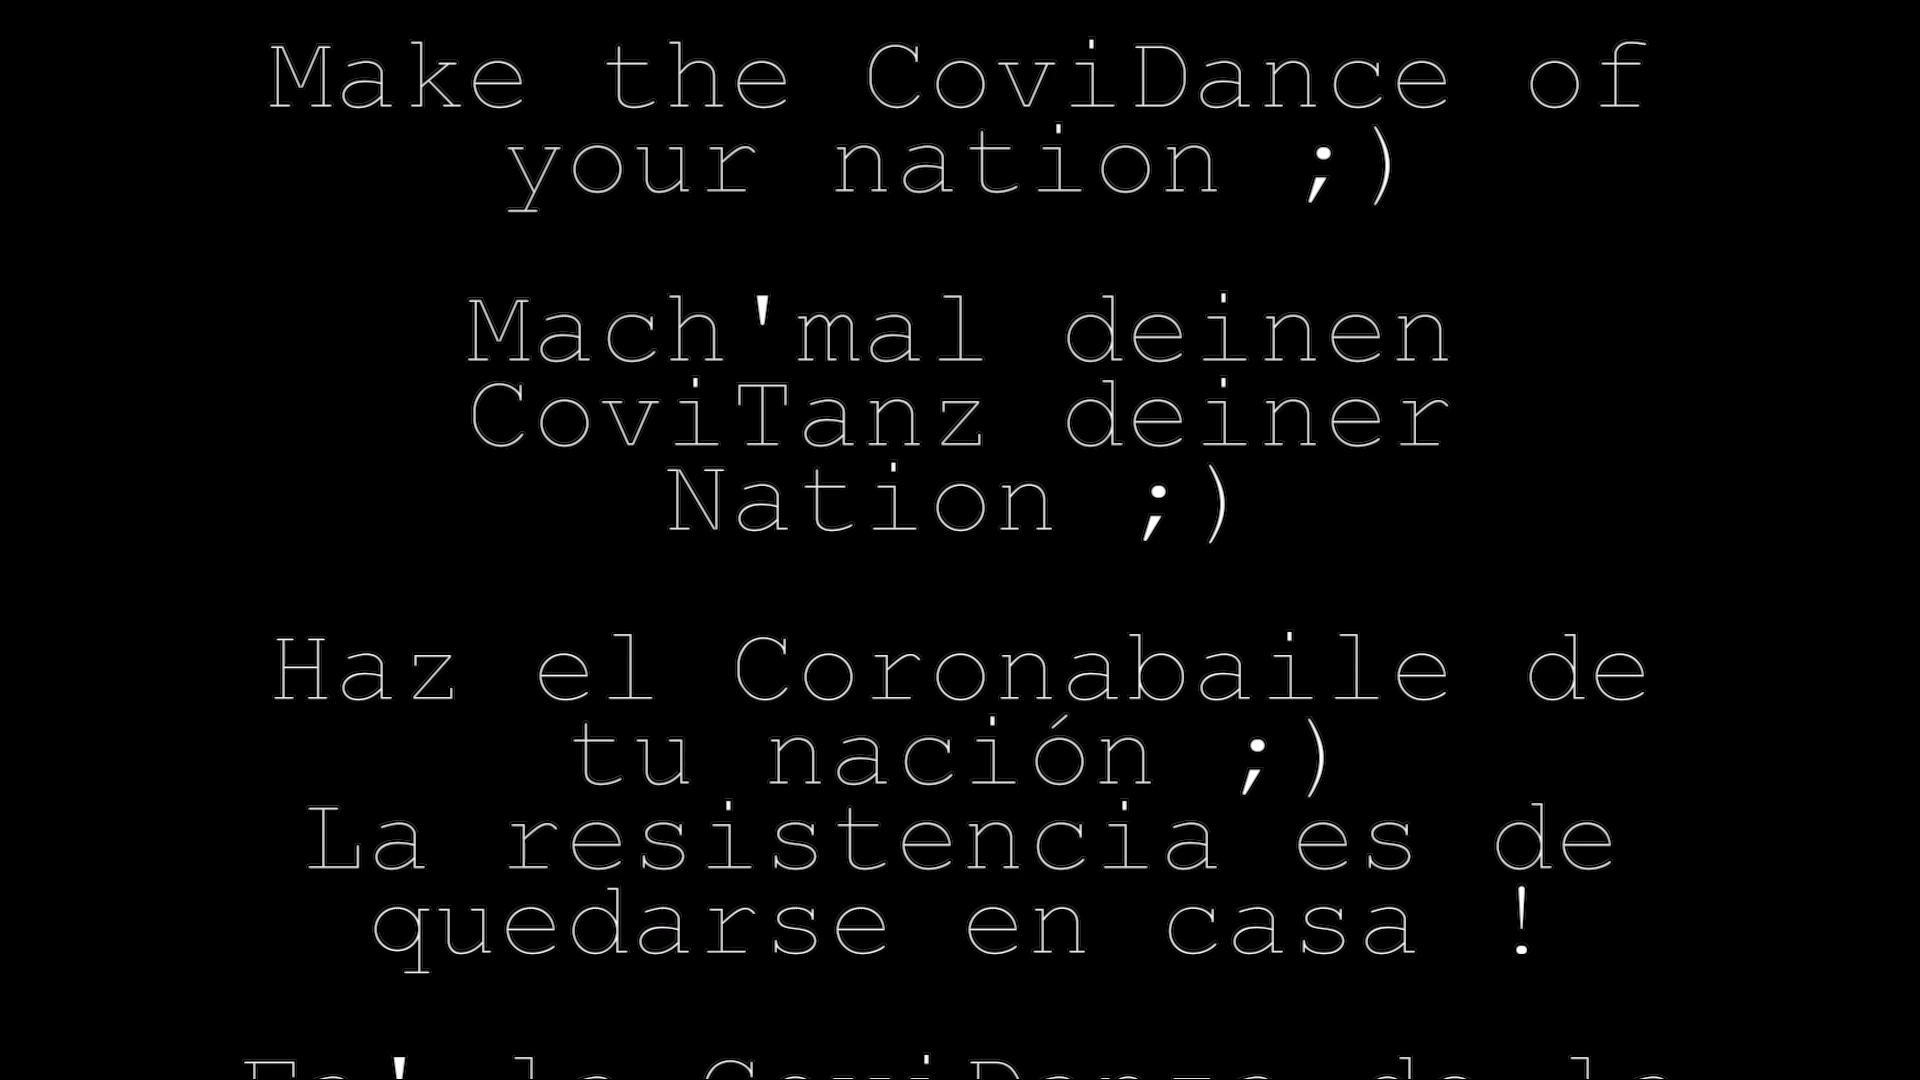 Make the CoviDance of
your nation ;)
Mach'mal deinen
CoviTanz deiner
Nation ;)
Haz el Coronabaile de
tu nación ;)
La resistencia es de
quedarse en casa !